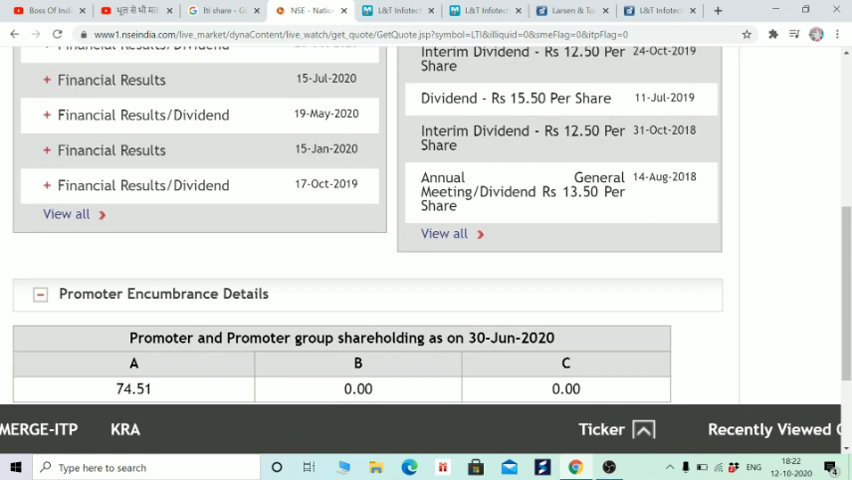 Boss Of Indi
भूल से भी मत
lti share - G
NSE - Nation
L&T Infotech
L&T Infotech
Larsen & To
L&T Infotec
www1.nseindia.com/live_market/dynaContent/live_watch/get_quote/GetQuote.jsp?symbol=LTI&illiquid=0&smeFlag=0&itpFlag=0
+ Financial Results 15-Jul-2020
+ Financial Results/Dividend 19-May-2020
+ Financial Results 15-Jan-2020
+ Financial Results/Dividend 17-Oct-2019
View all
Interim Dividend - Rs 12.50 Per 24-Oct-2019
Share
Dividend - Rs 15.50 Per Share 11-Jul-2019
Interim Dividend - Rs 12.50 Per 31-Oct-2018
Share
Annual General 14-Aug-2018
Meeting/Dividend Rs 13.50 Per
Share
View all
Promoter Encumbrance Details
Promoter and Promoter group shareholding as on 30-Jun-2020
A B C
74.51 0.00 0.00
MERGE-ITP KRA Ticker Recently Viewed
Type here to search
ENG
18:22
12-10-2020
4